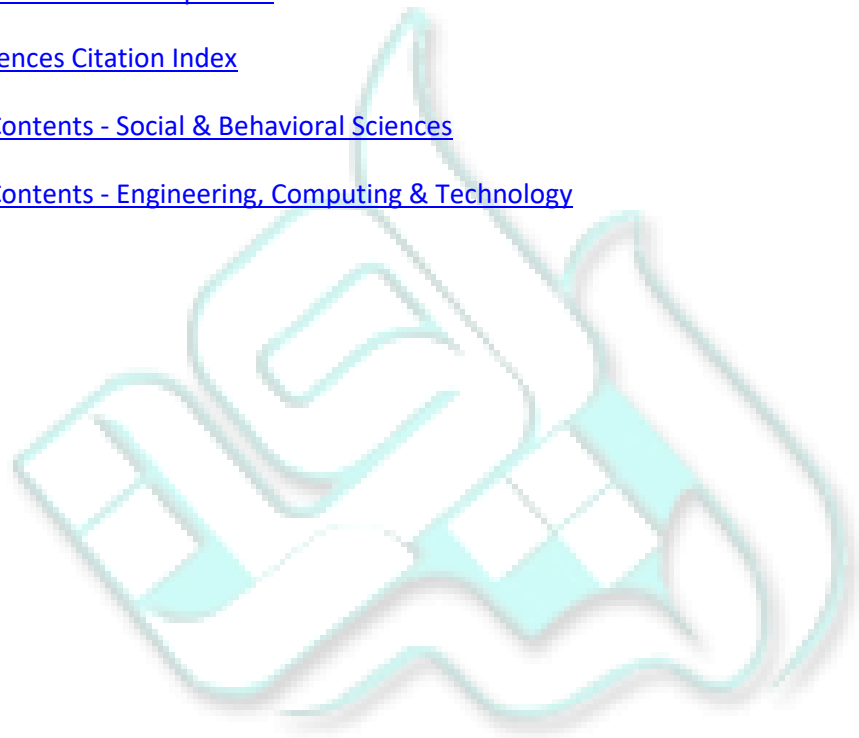 ences Citation Index
Contents - Social & Behavioral Sciences
Contents - Engineering, Computing & Technology